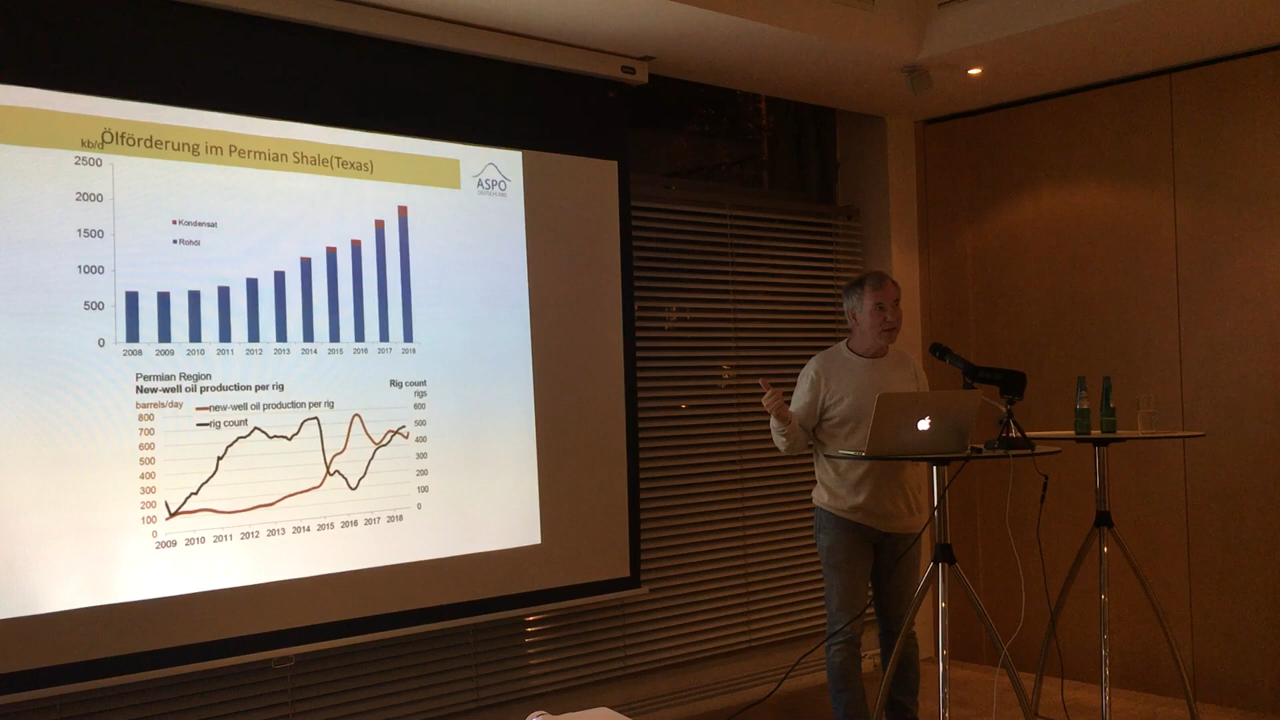 Ölförderung im Permian Shale(Texas)
kb/d
ASPO
DEUTSCHLAND
2500
2000
1500
1000
500
0
Kondensat
Rohöl
2008 2009 2010 2011 2012 2013 2014 2015 2016 2017 2018
Permian Region
New-well oil production per rig
barrels/day
Rig count
rigs
new-well oil production per rig
rig count
800
700
600
500
400
300
200
100
0
600
500
400
300
200
100
0
2009 2010 2011 2012 2013 2014 2015 2016 2017 2018